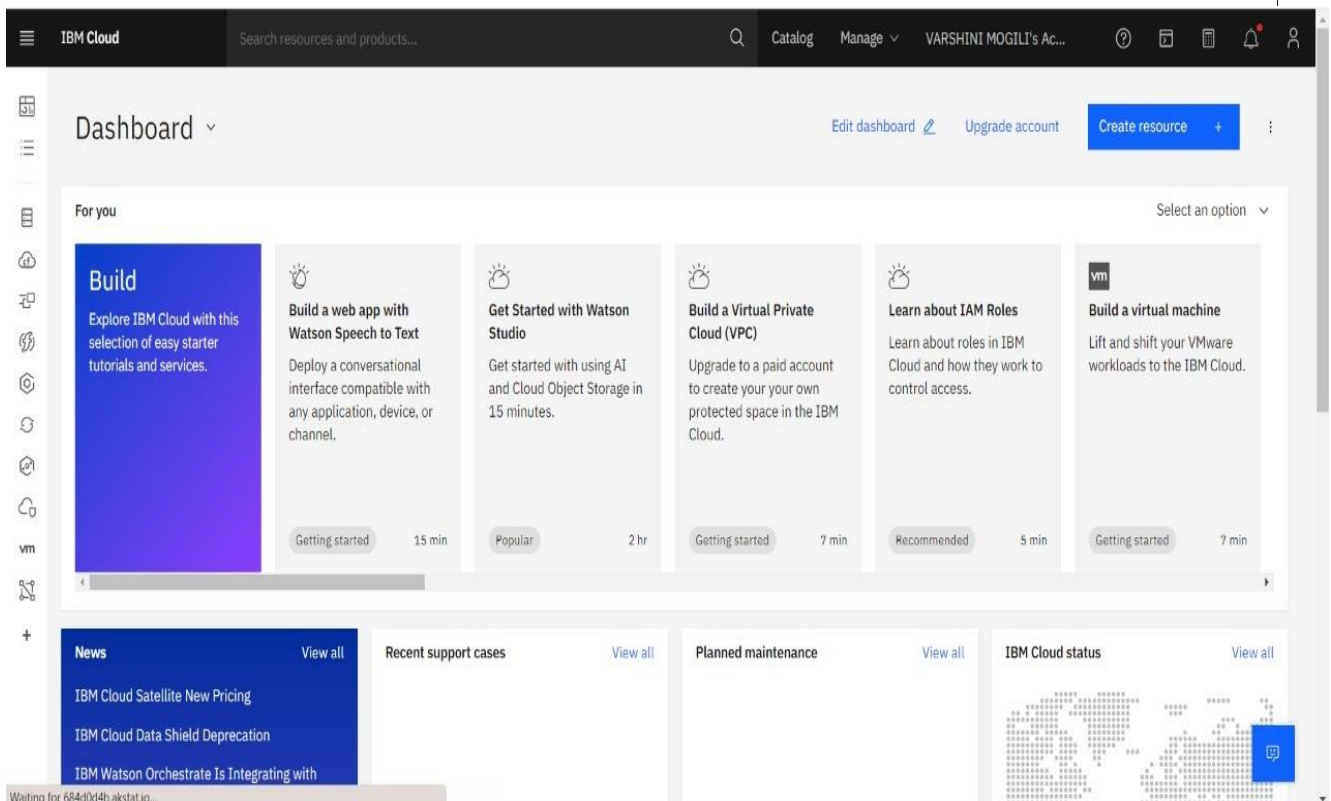 IBM Cloud
Search resources and products...
Catalog
Manage
VARSHINI MOGILI's Ac...
Dashboard
Edit dashboard
Upgrade account
Create resource +
For you
Select an option
Build
Explore IBM Cloud with this
selection of easy starter
tutorials and services.
Build a web app with
Watson Speech to Text
Deploy a conversational
interface compatible with
any application, device, or
channel.
Getting started 15 min
Get Started with Watson
Studio
Get started with using AI
and Cloud Object Storage in
15 minutes.
Popular 2 hr
Build a Virtual Private
Cloud (VPC)
Upgrade to a paid account
to create your your own
protected space in the IBM
Cloud.
Getting started 7 min
Learn about IAM Roles
Learn about roles in IBM
Cloud and how they work to
control access.
Recommended 5 min
vm
Build a virtual machine
Lift and shift your VMware
workloads to the IBM Cloud.
Getting started 7 min
vm
+
News View all
IBM Cloud Satellite New Pricing
IBM Cloud Data Shield Deprecation
IBM Watson Orchestrate Is Integrating with
Recent support cases View all
Planned maintenance View all
IBM Cloud status View all
Waiting for 684d0d4b.akstat.io...